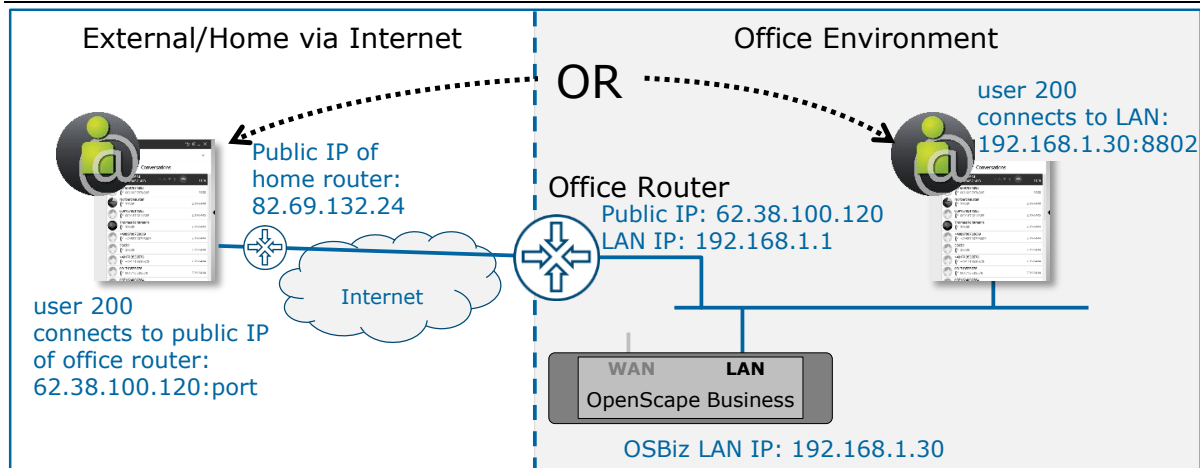 External/Home via Internet
Office Environment
OR
user 200
connects to LAN:
192.168.1.30:8802
Public IP of
home router:
82.69.132.24
Office Router
Public IP: 62.38.100.120
LAN IP: 192.168.1.1
Conversations
Conversations
Internet
user 200
connects to public IP
of office router:
62.38.100.120:port
WAN
LAN
OpenScape Business
OSBiz LAN IP: 192.168.1.30